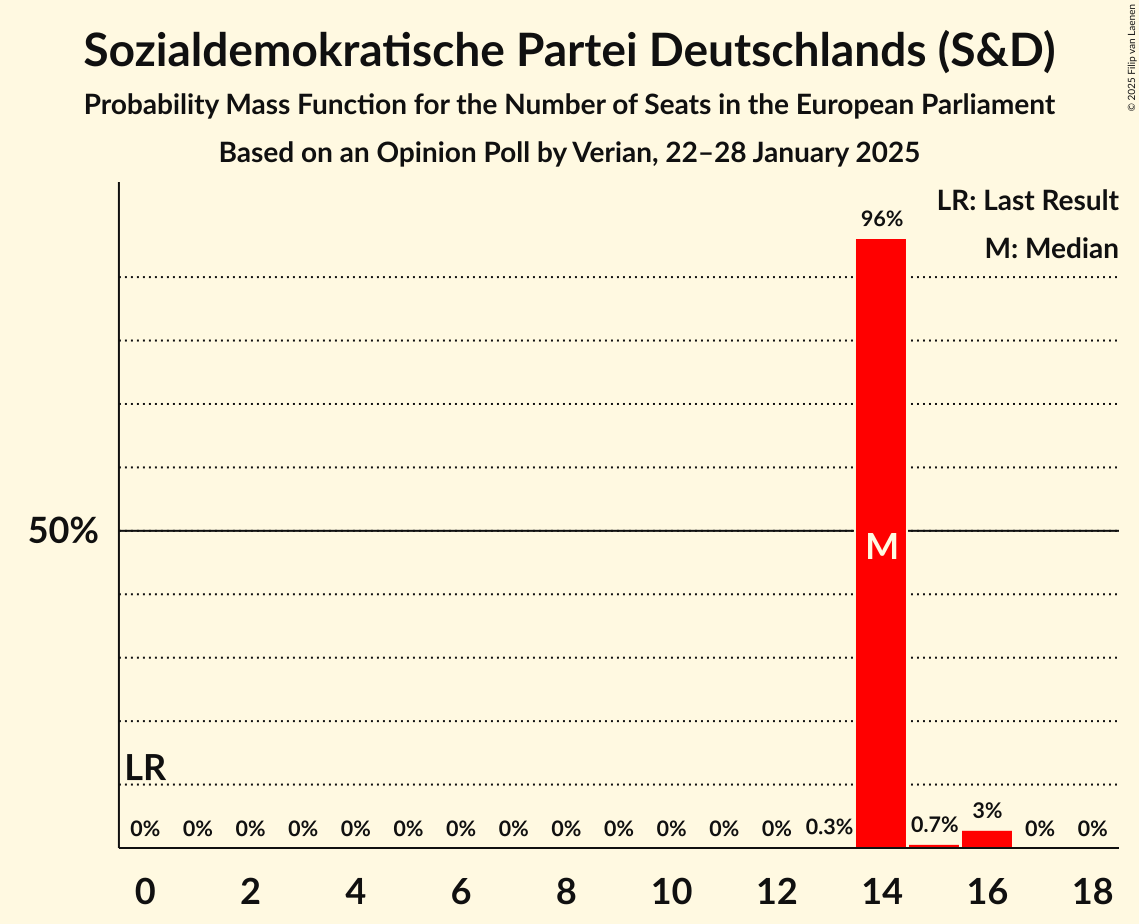 Sozialdemokratische Partei Deutschlands (S&D)
Probability Mass Function for the Number of Seats in the European Parliament
Based on an Opinion Poll by Verian, 22–28 January 2025
© 2025 Filip van Laenen
LR: Last Result
M: Median
96%
50%
M
LR
0% 0% 0% 0% 0% 0% 0% 0% 0% 0% 0% 0% 0% 0.3% 0.7% 3% 0% 0%
0 2 4 6 8 10 12 14 16 18